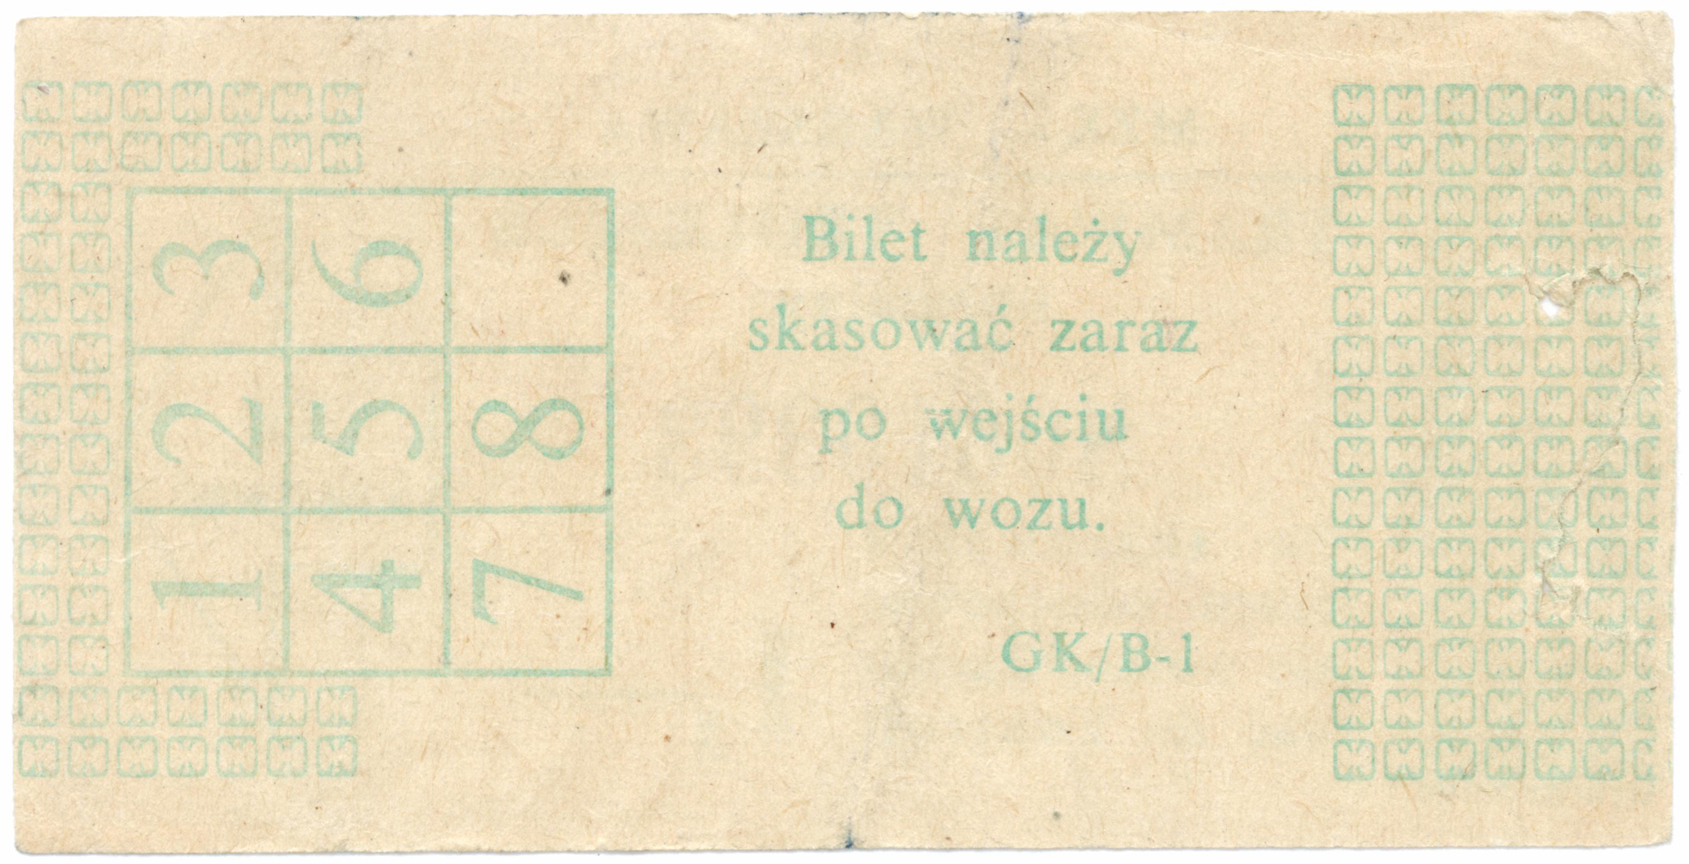 3 6
2 5 8
1 4 7
Bilet należy
skasować zaraz
po wejściu
do wozu.
GK/B-1